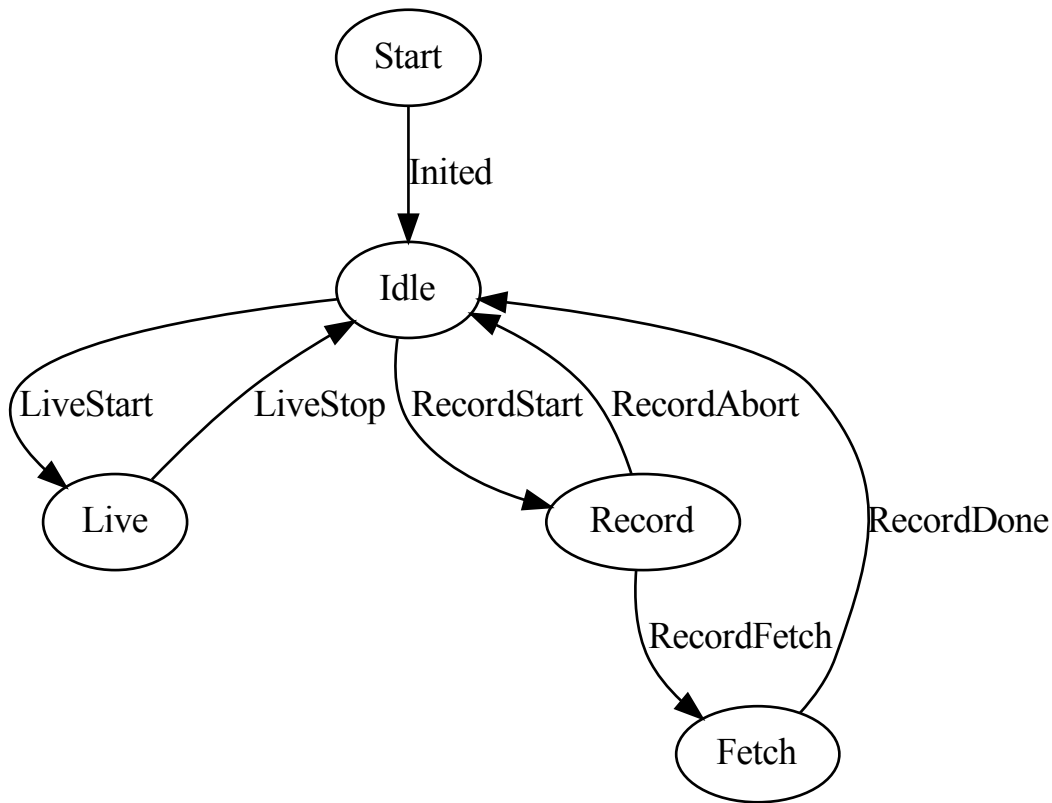 Start
Inited
Idle
LiveStart
LiveStop
RecordStart
RecordAbort
Live
Record
RecordDone
RecordFetch
Fetch